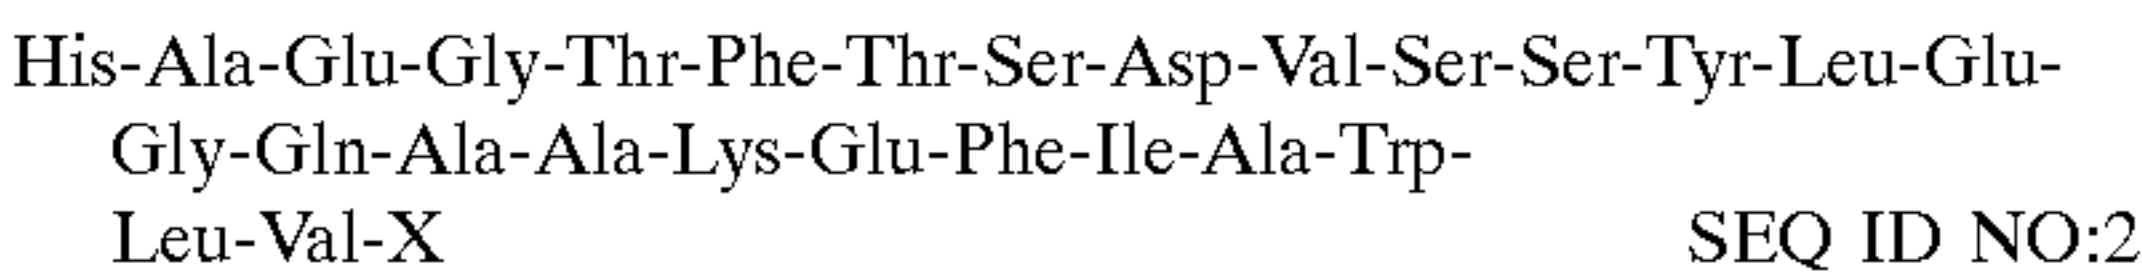 His-Ala-Glu-Gly-Thr-Phe-Thr-Ser-Asp-Val-Ser-Ser-Tyr-Leu-Glu-
Gly-Gln-Ala-Ala-Lys-Glu-Phe-Ile-Ala-Trp-
Leu-Val-X SEQ ID NO:2